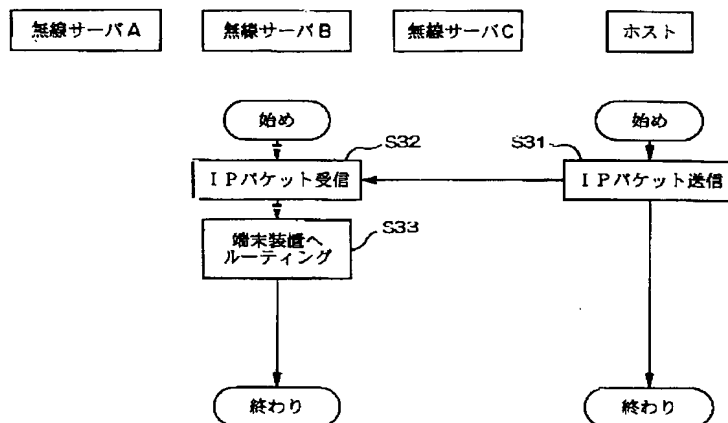 無線サーバA
無線サーバB
無線サーバC
ホスト
始め
始め
S32
S31
IPパケット受信
IPパケット送信
S33
端末装置へ
ルーティング
終わり
終わり